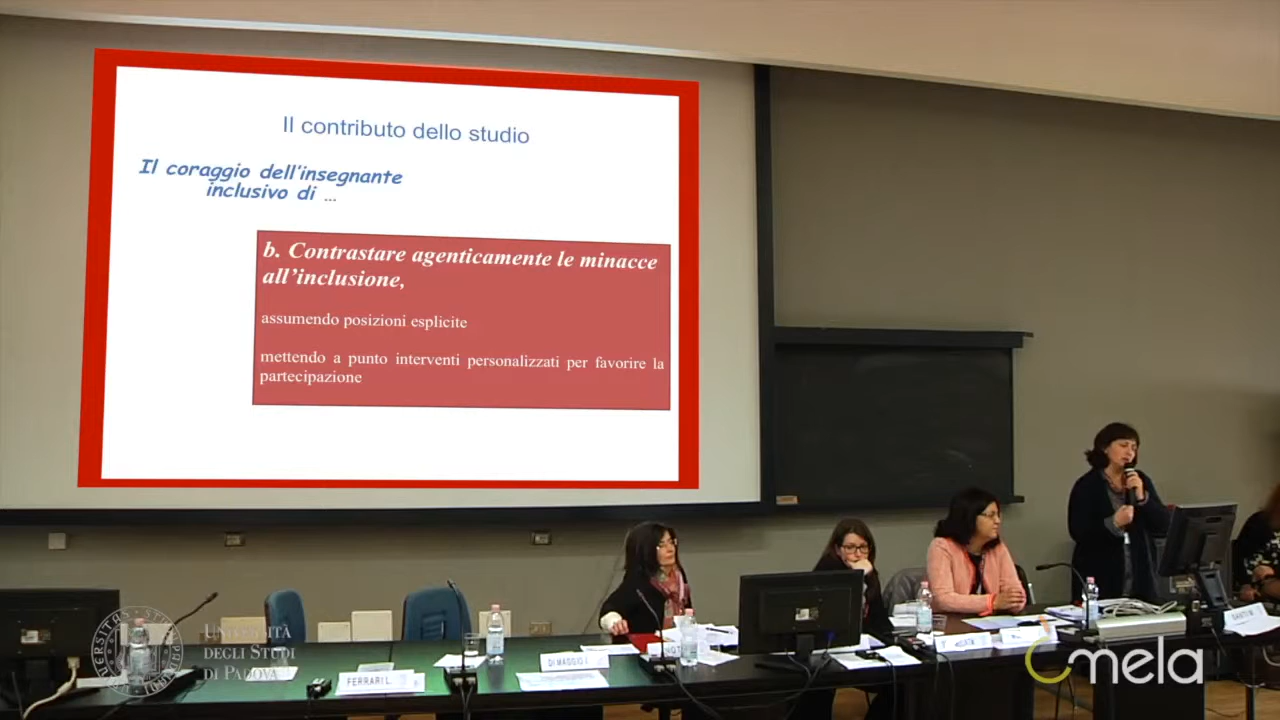 Il contributo dello studio
Il coraggio dell'insegnante
inclusivo di ...
b. Contrastare agenticamente le minacce
all'inclusione,
assumendo posizioni esplicite
mettendo a punto interventi personalizzati per favorire la
partecipazione
UNIVERSITÀ
DEGLI STUDI
DI PADOVA
FERRARI L.
DI MAGGIO I.
mela